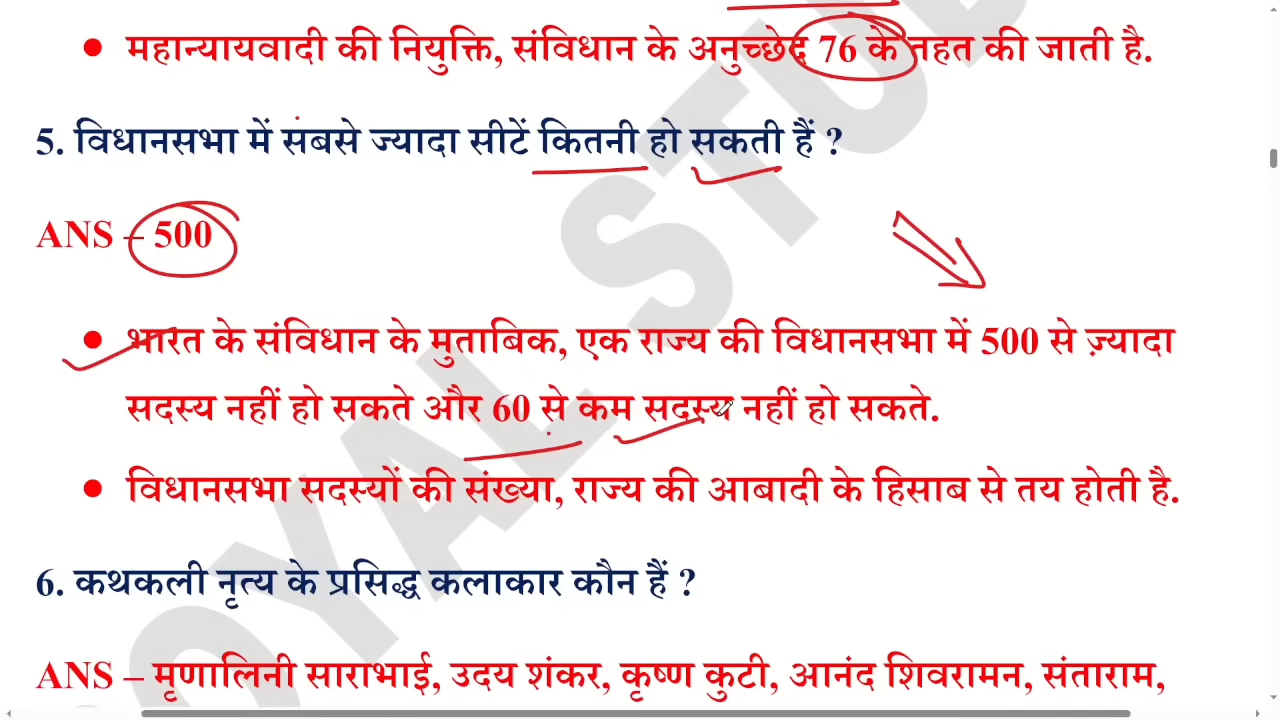 • महान्यायवादी की नियुक्ति, संविधान के अनुच्छेद 76 के तहत की जाती है.
5. विधानसभा में सबसे ज्यादा सीटें कितनी हो सकती हैं ?
ANS – 500
• भारत के संविधान के मुताबिक, एक राज्य की विधानसभा में 500 से ज़्यादा
सदस्य नहीं हो सकते और 60 से कम सदस्य नहीं हो सकते.
• विधानसभा सदस्यों की संख्या, राज्य की आबादी के हिसाब से तय होती है.
6. कथकली नृत्य के प्रसिद्ध कलाकार कौन हैं ?
ANS – मृणालिनी साराभाई, उदय शंकर, कृष्ण कुटी, आनंद शिवरामन, संताराम,